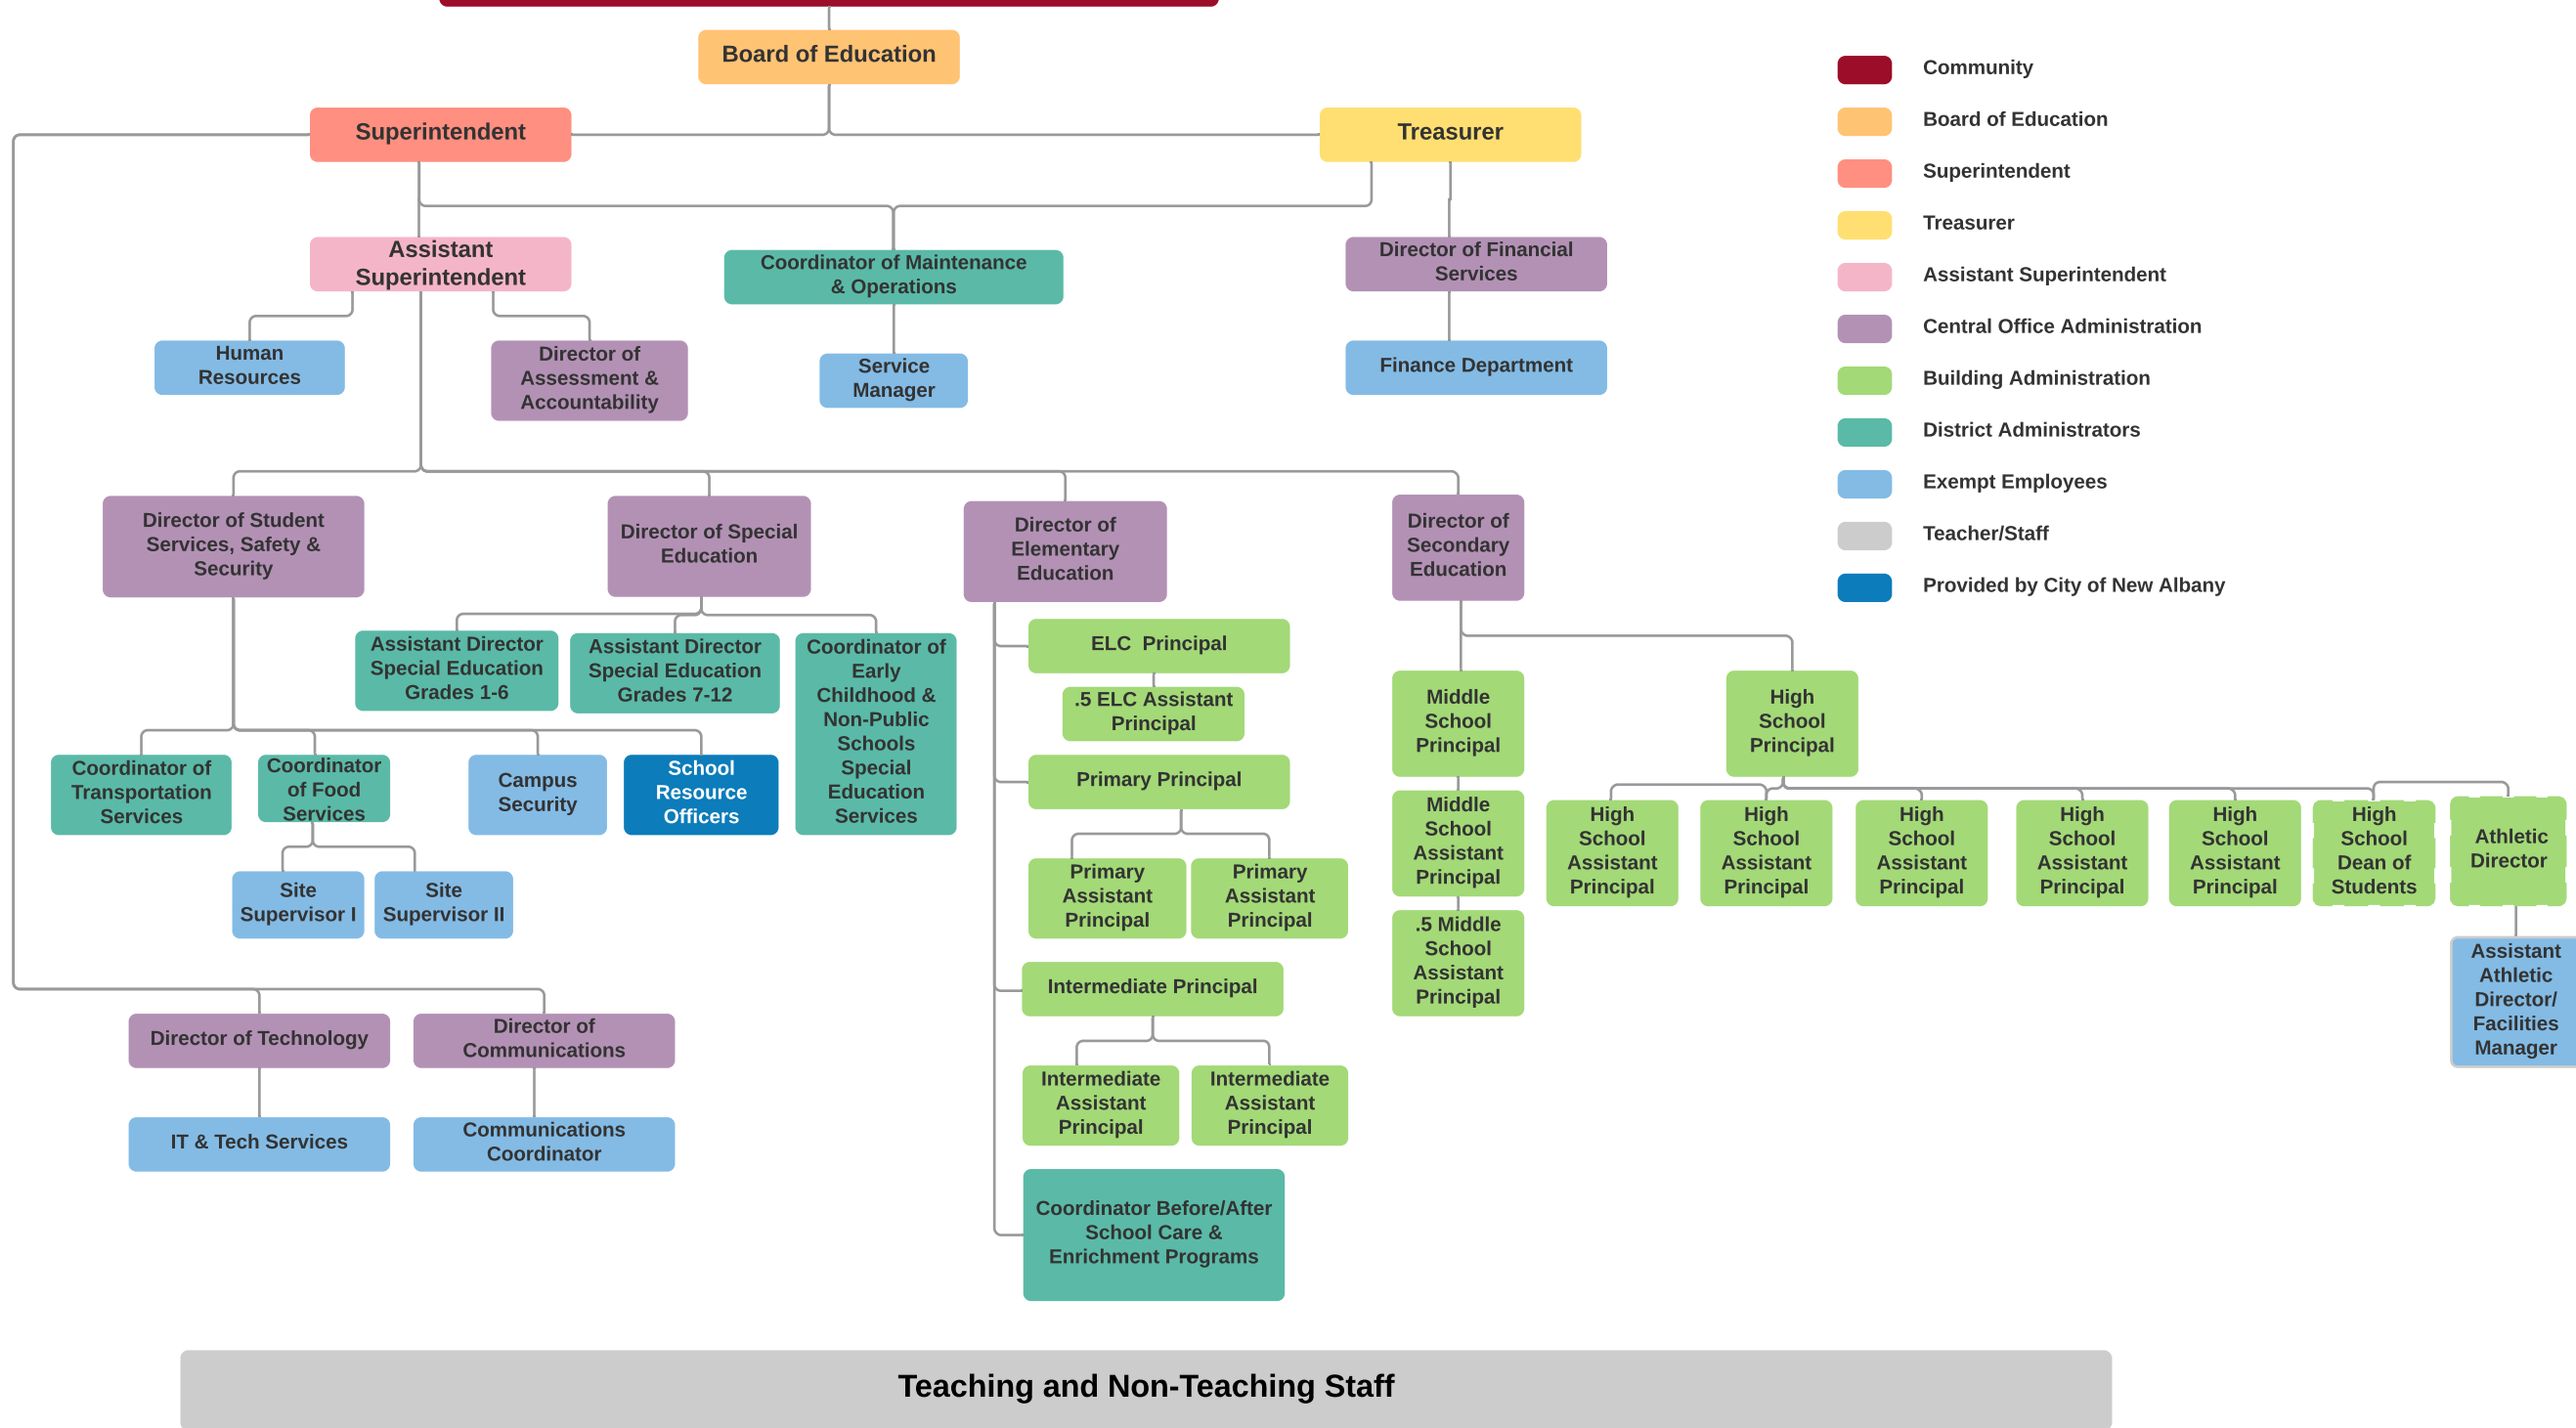 Board of Education
Superintendent
Treasurer
Assistant
Superintendent
Coordinator of Maintenance
& Operations
Director of Financial
Services
Human
Resources
Director of
Assessment &
Accountability
Service
Manager
Finance Department
Community
Board of Education
Superintendent
Treasurer
Assistant Superintendent
Central Office Administration
Building Administration
District Administrators
Exempt Employees
Teacher/Staff
Provided by City of New Albany
Director of Student
Services, Safety &
Security
Director of Special
Education
Director of
Elementary
Education
Director of
Secondary
Education
Assistant Director
Special Education
Grades 1-6
Assistant Director
Special Education
Grades 7-12
Coordinator of
Early
Childhood &
Non-Public
Schools
Special
Education
Services
ELC Principal
.5 ELC Assistant
Principal
Middle
School
Principal
High
School
Principal
Coordinator of
Transportation
Services
Coordinator
of Food
Services
Campus
Security
School
Resource
Officers
Primary Principal
Middle
School
Assistant
Principal
High
School
Assistant
Principal
High
School
Assistant
Principal
High
School
Assistant
Principal
High
School
Assistant
Principal
High
School
Assistant
Principal
High
School
Dean of
Students
Athletic
Director
Site
Supervisor I
Site
Supervisor II
Primary
Assistant
Principal
Primary
Assistant
Principal
.5 Middle
School
Assistant
Principal
Assistant
Athletic
Director/
Facilities
Manager
Intermediate Principal
Director of Technology
Director of
Communications
Intermediate
Assistant
Principal
Intermediate
Assistant
Principal
IT & Tech Services
Communications
Coordinator
Coordinator Before/After
School Care &
Enrichment Programs
Teaching and Non-Teaching Staff